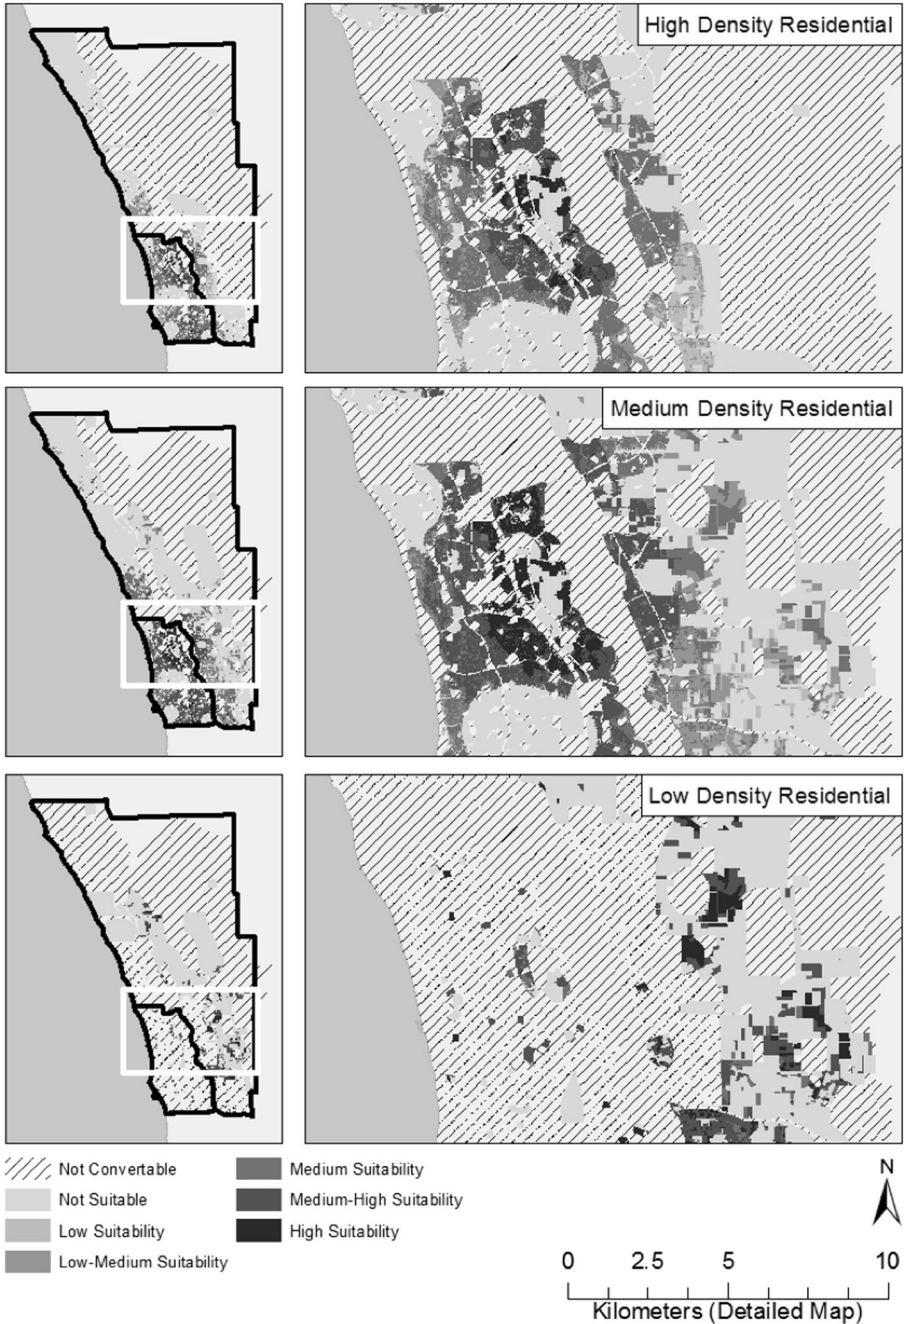 High Density Residential
Medium Density Residential
Low Density Residential
Not Convertable
Not Suitable
Low Suitability
Low-Medium Suitability
Medium Suitability
Medium-High Suitability
High Suitability
N
0 2.5 5 10
Kilometers (Detailed Map)